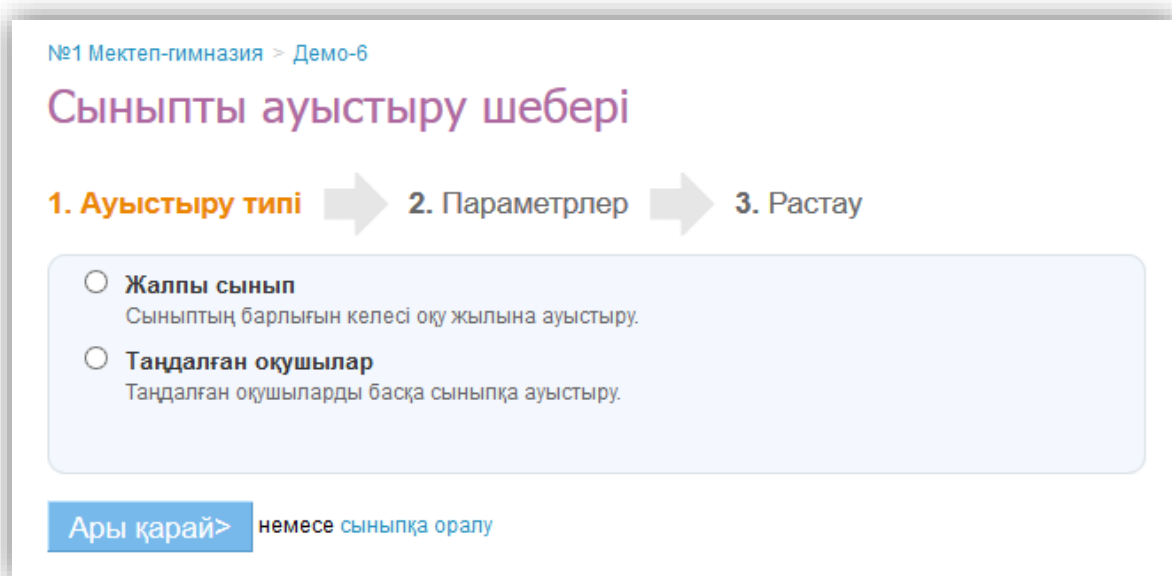 №1 Мектеп-гимназия > Демо-6
Сыныпты ауыстыру шебері
1. Ауыстыру типі 2. Параметрлер 3. Растау
Жалпы сынып
Сыныптың барлығын келесі оқу жылына ауыстыру.
Таңдалған оқушылар
Таңдалған оқушыларды басқа сыныпқа ауыстыру.
Ары қарай> немесе сыныпқа оралу